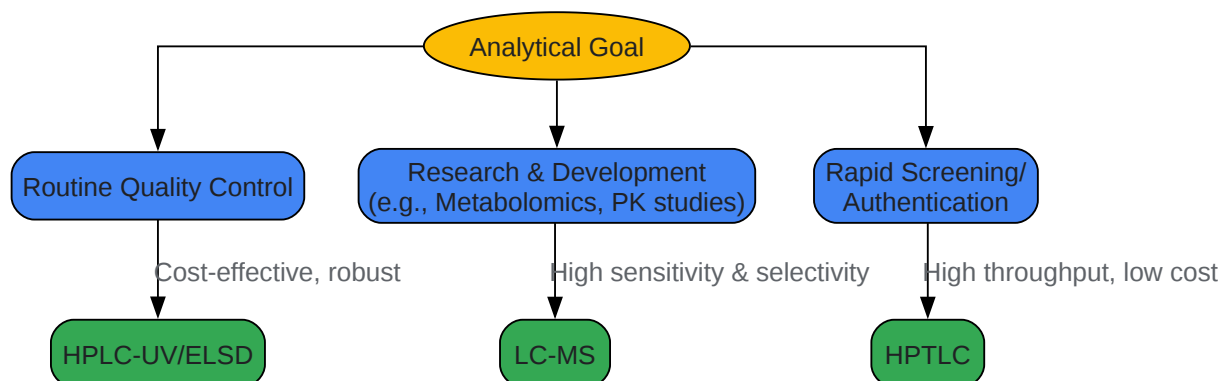 Analytical Goal
Routine Quality Control
Research & Development
(e.g., Metabolomics, PK studies)
Rapid Screening/
Authentication
Cost-effective, robust
High sensitivity & selectivity
High throughput, low cost
HPLC-UV/ELSD
LC-MS
HPTLC